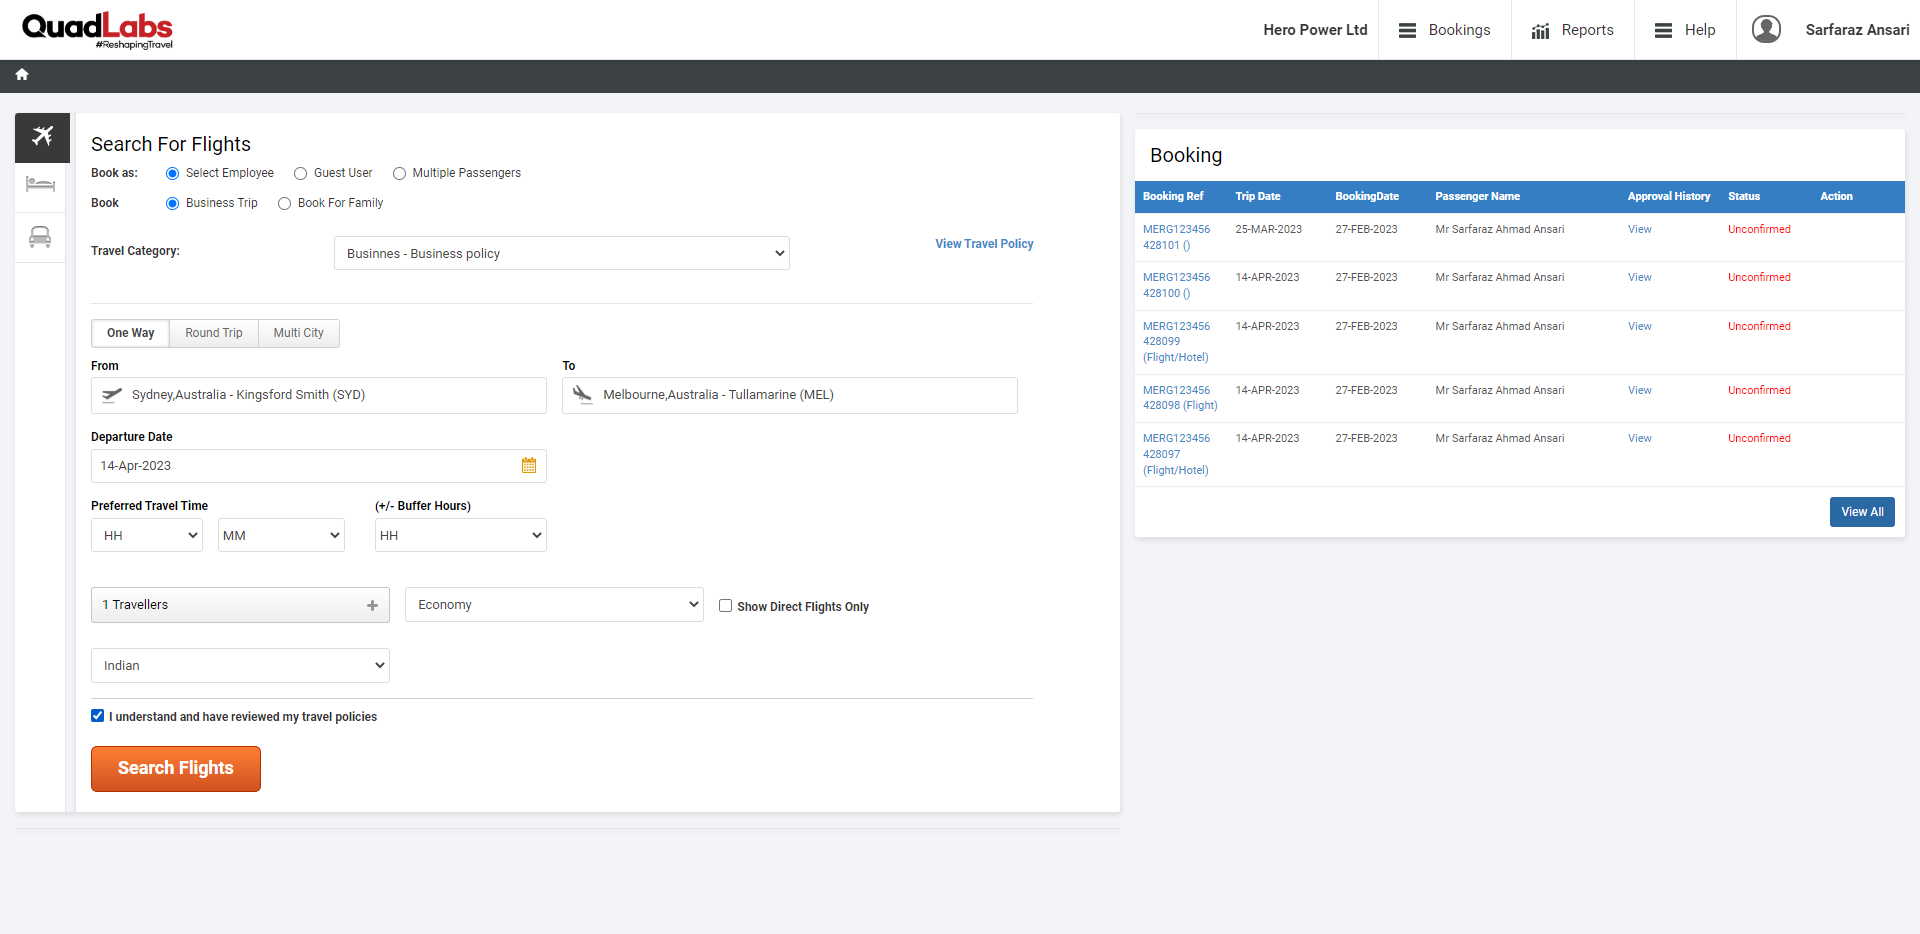 QuadLabs
#ReshapingTravel
Hero Power Ltd
Bookings
Reports
Help
Sarfaraz Ansari
Search For Flights
Book as: Select Employee Guest User Multiple Passengers
Book Business Trip Book For Family
Travel Category: Businnes - Business policy View Travel Policy
One Way Round Trip Multi City
From To
Sydney,Australia - Kingsford Smith (SYD) Melbourne,Australia - Tullamarine (MEL)
Departure Date
14-Apr-2023
Preferred Travel Time (+/- Buffer Hours)
HH MM HH
1 Travellers + Economy Show Direct Flights Only
Indian
I understand and have reviewed my travel policies
Search Flights
Booking
Booking Ref Trip Date BookingDate Passenger Name Approval History Status Action
MERG123456 25-MAR-2023 27-FEB-2023 Mr Sarfaraz Ahmad Ansari View Unconfirmed
428101 ()
MERG123456 14-APR-2023 27-FEB-2023 Mr Sarfaraz Ahmad Ansari View Unconfirmed
428100 ()
MERG123456 14-APR-2023 27-FEB-2023 Mr Sarfaraz Ahmad Ansari View Unconfirmed
428099
(Flight/Hotel)
MERG123456 14-APR-2023 27-FEB-2023 Mr Sarfaraz Ahmad Ansari View Unconfirmed
428098 (Flight)
MERG123456 14-APR-2023 27-FEB-2023 Mr Sarfaraz Ahmad Ansari View Unconfirmed
428097
(Flight/Hotel)
View All